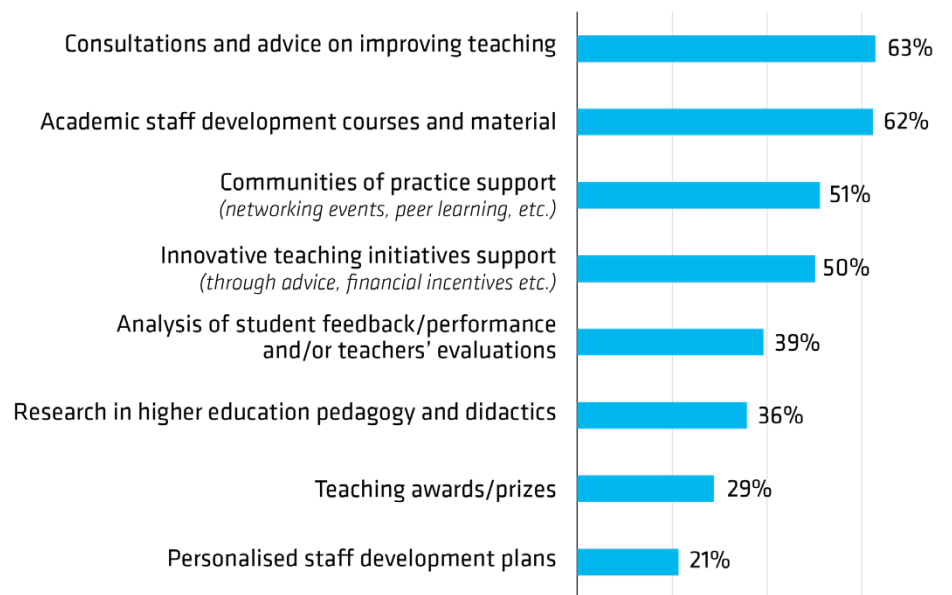 Consultations and advice on improving teaching 63%
Academic staff development courses and material 62%
Communities of practice support
(networking events, peer learning, etc.) 51%
Innovative teaching initiatives support
(through advice, financial incentives etc.) 50%
Analysis of student feedback/performance
and/or teachers’ evaluations 39%
Research in higher education pedagogy and didactics 36%
Teaching awards/prizes 29%
Personalised staff development plans 21%